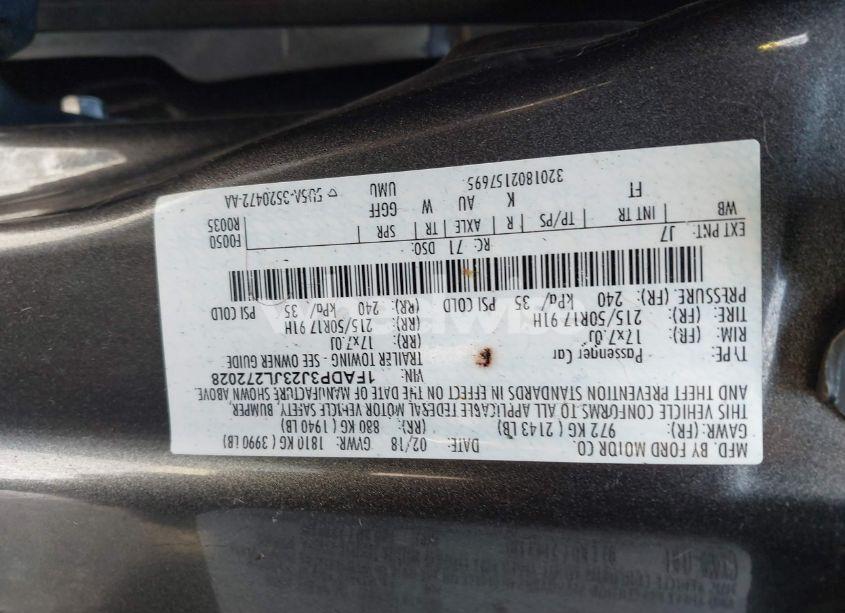 MFD. BY FORD MOTOR CO.
DATE: 02/18 GVWR: 1810 KG ( 3990 LB)
GAWR: (FR): 972 KG ( 2143 LB) (RR): 880 KG ( 1940 LB)
THIS VEHICLE CONFORMS TO ALL APPLICABLE FEDERAL MOTOR VEHICLE SAFETY, BUMPER,
AND THEFT PREVENTION STANDARDS IN EFFECT ON THE DATE OF MANUFACTURE SHOWN ABOVE.
VIN: 1FADP3J23JL272028
TYPE: Passenger Car TRAILER TOWING - SEE OWNER GUIDE
RIM: (FR): 17x7.0J (RR): 17x7.0J
TIRE: (FR): 215/50R17 91H (RR): 215/50R17 91H
PRESSURE: (FR): 240 kPa/ 35 PSI COLD (RR): 240 kPa/ 35 PSI COLD
EXT PNT: J7 RC: 71 DSO: F0050
R0035
WB INT TR TP/PS R AXLE TR SPR
FT K AU W GGFF
UMU
3201802157695 5U5A-3520472-AA